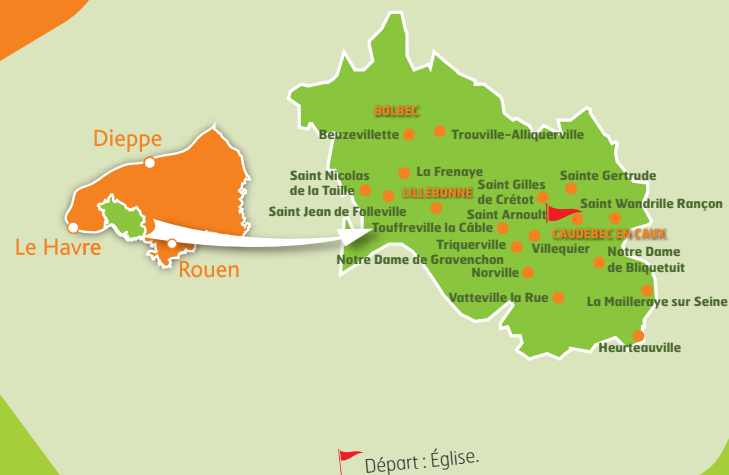 Dieppe
Le Havre
Rouen
BOLBEC
Beuzevillette
Trouville-Alliquerville
La Frenaye
Saint Nicolas
de la Taille
LILLEBONNE
Saint Jean de Folleville
Saint Gilles
de Crétot
Sainte Gertrude
Saint Arnoult
Saint Wandrille Rançon
Touffreville la Câble
CAUDEBEC EN CAUX
Triquerville
Villequier
Notre Dame de Gravenchon
Notre Dame
de Bliquetuit
Norville
Vatteville la Rue
La Mailleraye sur Seine
Heurteauville
Départ : Église.